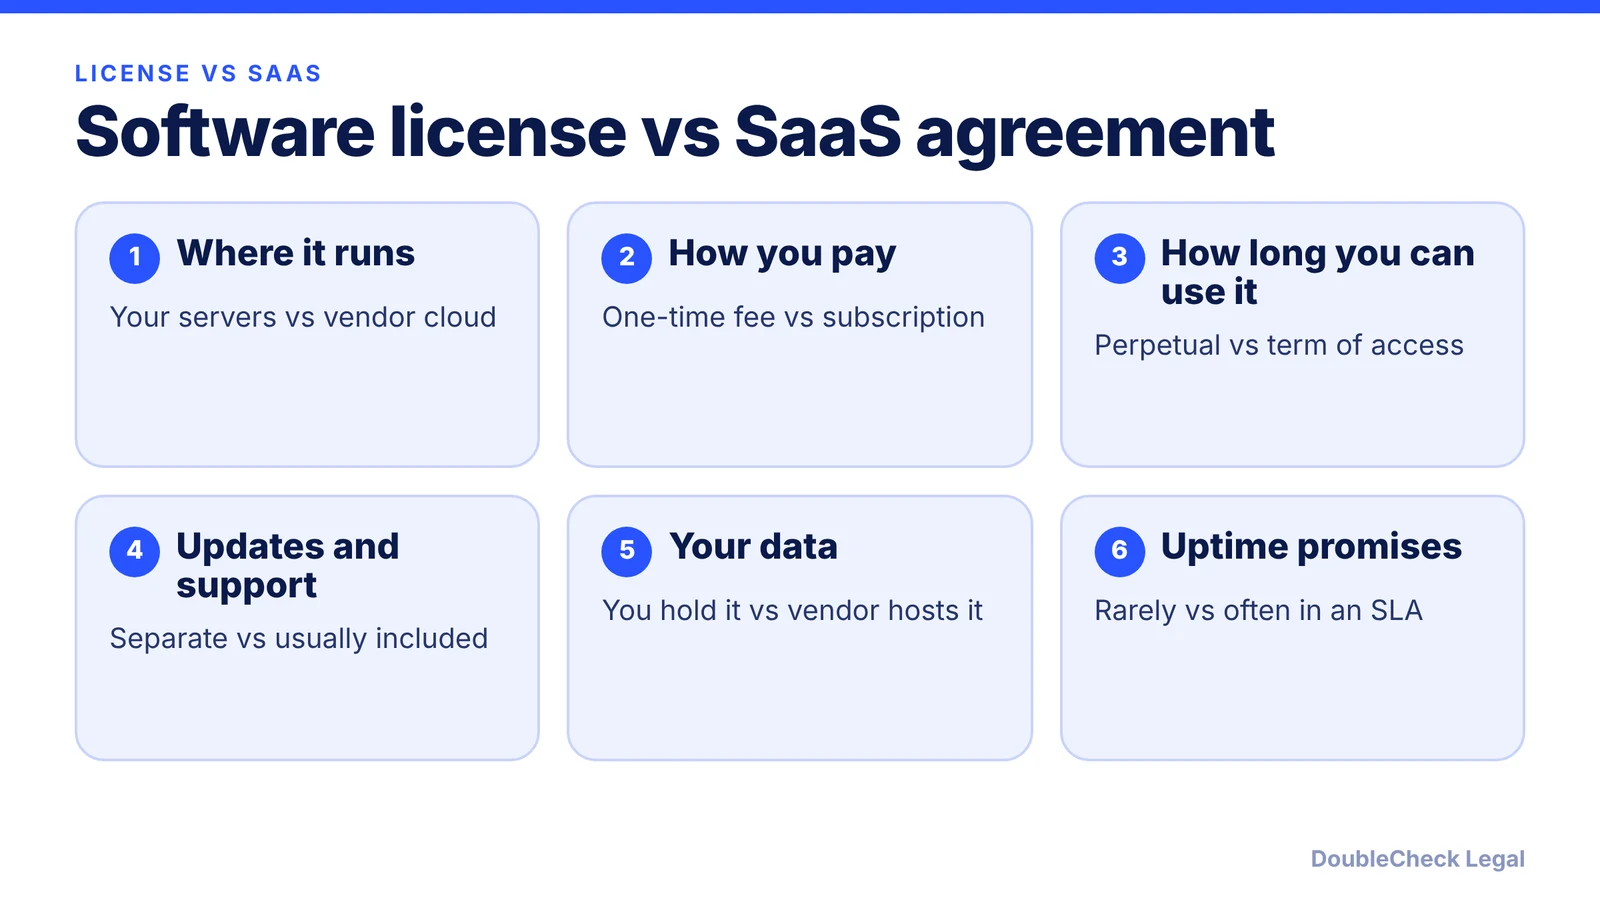 LICENSE VS SAAS
Software license vs SaaS agreement
1 Where it runs
Your servers vs vendor cloud
2 How you pay
One-time fee vs subscription
3 How long you can
use it
Perpetual vs term of access
4 Updates and
support
Separate vs usually included
5 Your data
You hold it vs vendor hosts it
6 Uptime promises
Rarely vs often in an SLA
DoubleCheck Legal